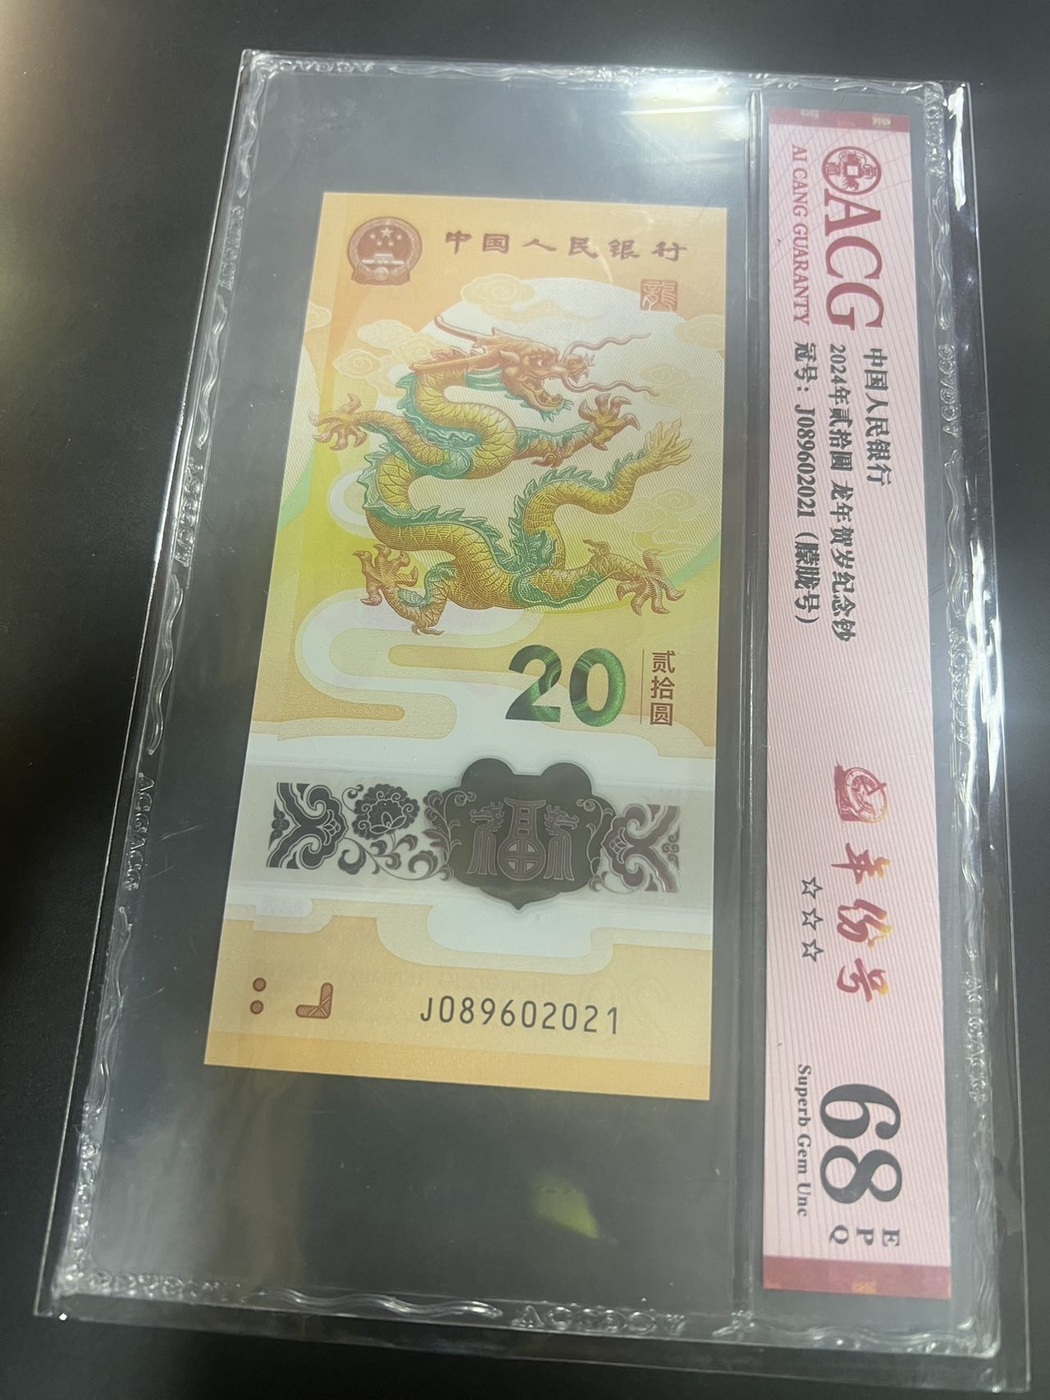 中国人民银行
龍
20
贰拾圆
福
J089602021
ACG
AI CANG GUARANTY
中国人民银行
2024年贰拾圆 龙年贺岁纪念钞
冠号：J089602021（朦胧号）
年份号
☆☆☆
68
EPQ
Superb Gem Unc